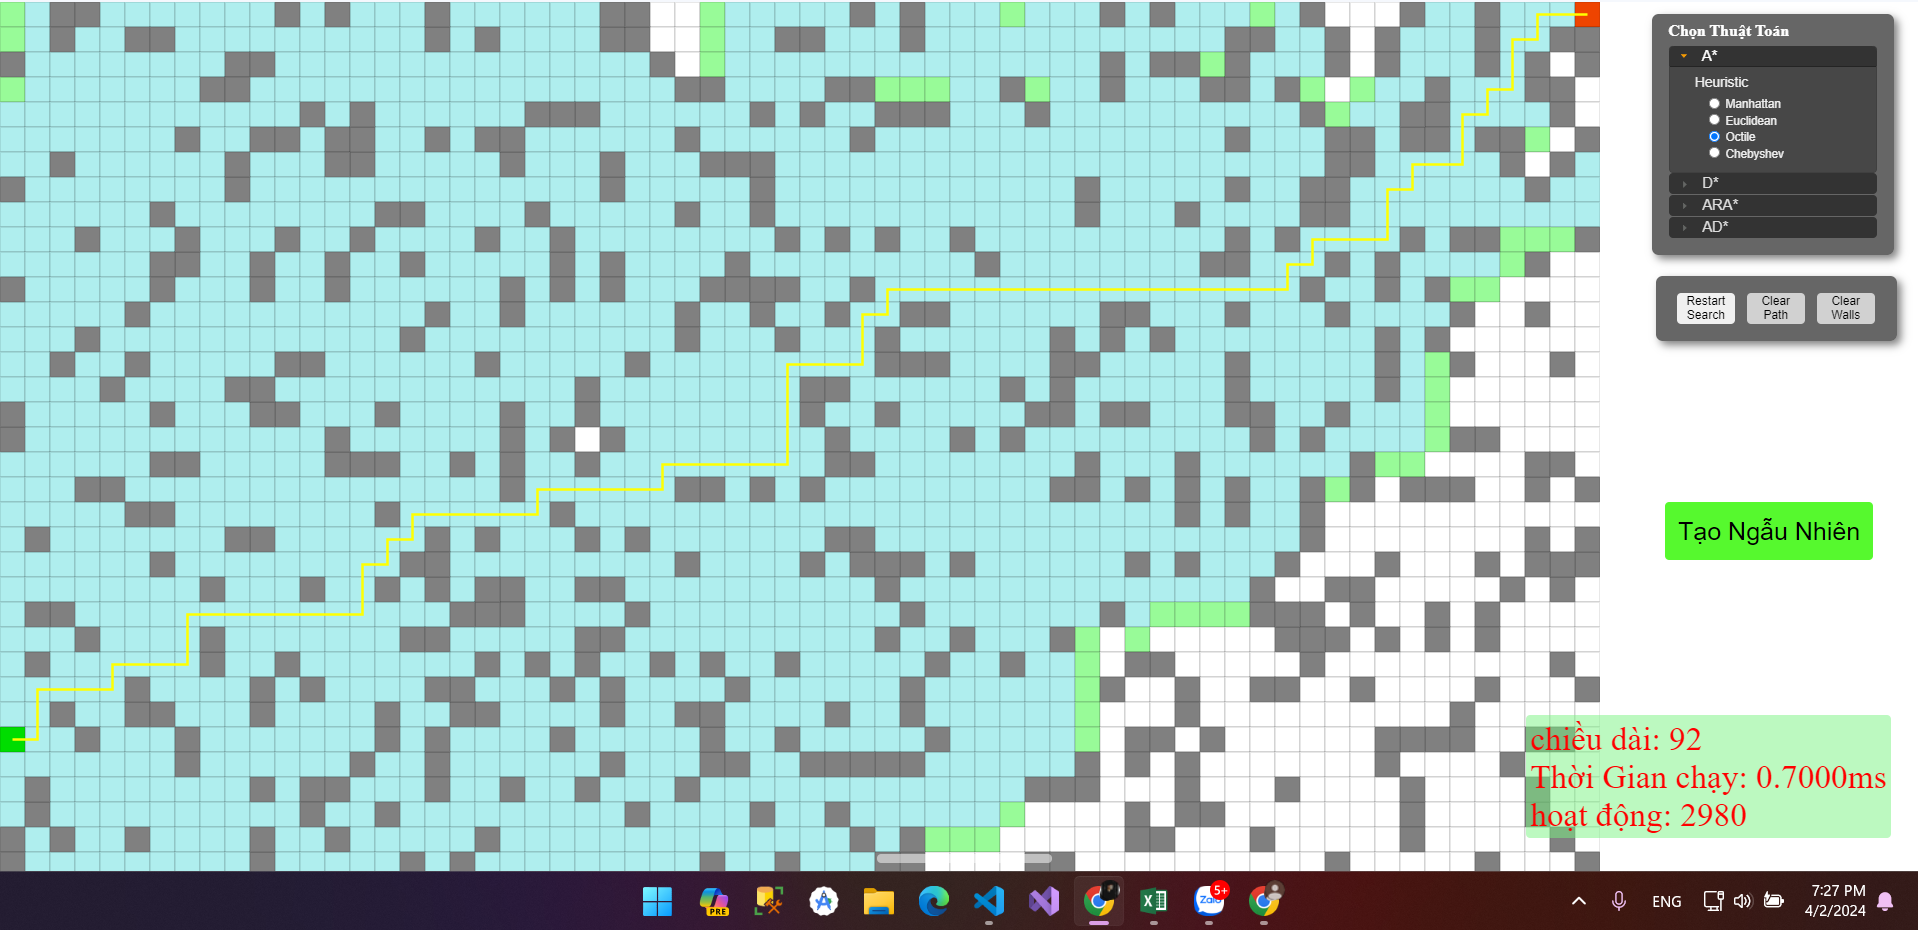 Chọn Thuật Toán
A*
Heuristic
Manhattan
Euclidean
Octile
Chebyshev
D*
ARA*
AD*
Restart Search
Clear Path
Clear Walls
Tạo Ngẫu Nhiên
chiều dài: 92
Thời Gian chạy: 0.7000ms
hoạt động: 2980
PRE
Zalo
5+
ENG
7:27 PM
4/2/2024